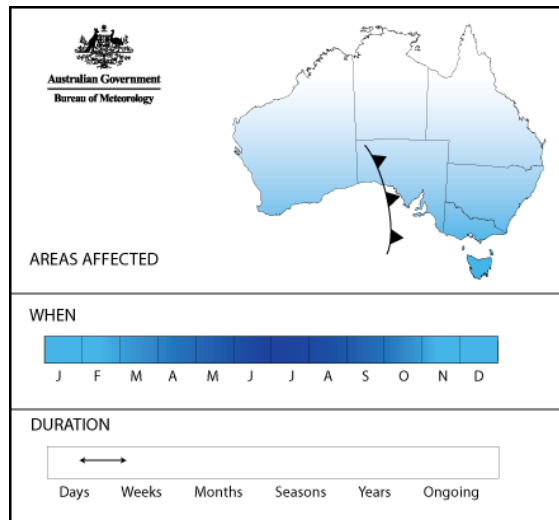 Australian Government
Bureau of Meteorology
AREAS AFFECTED
WHEN
J F M A M J J A S O N D
DURATION
Days Weeks Months Seasons Years Ongoing